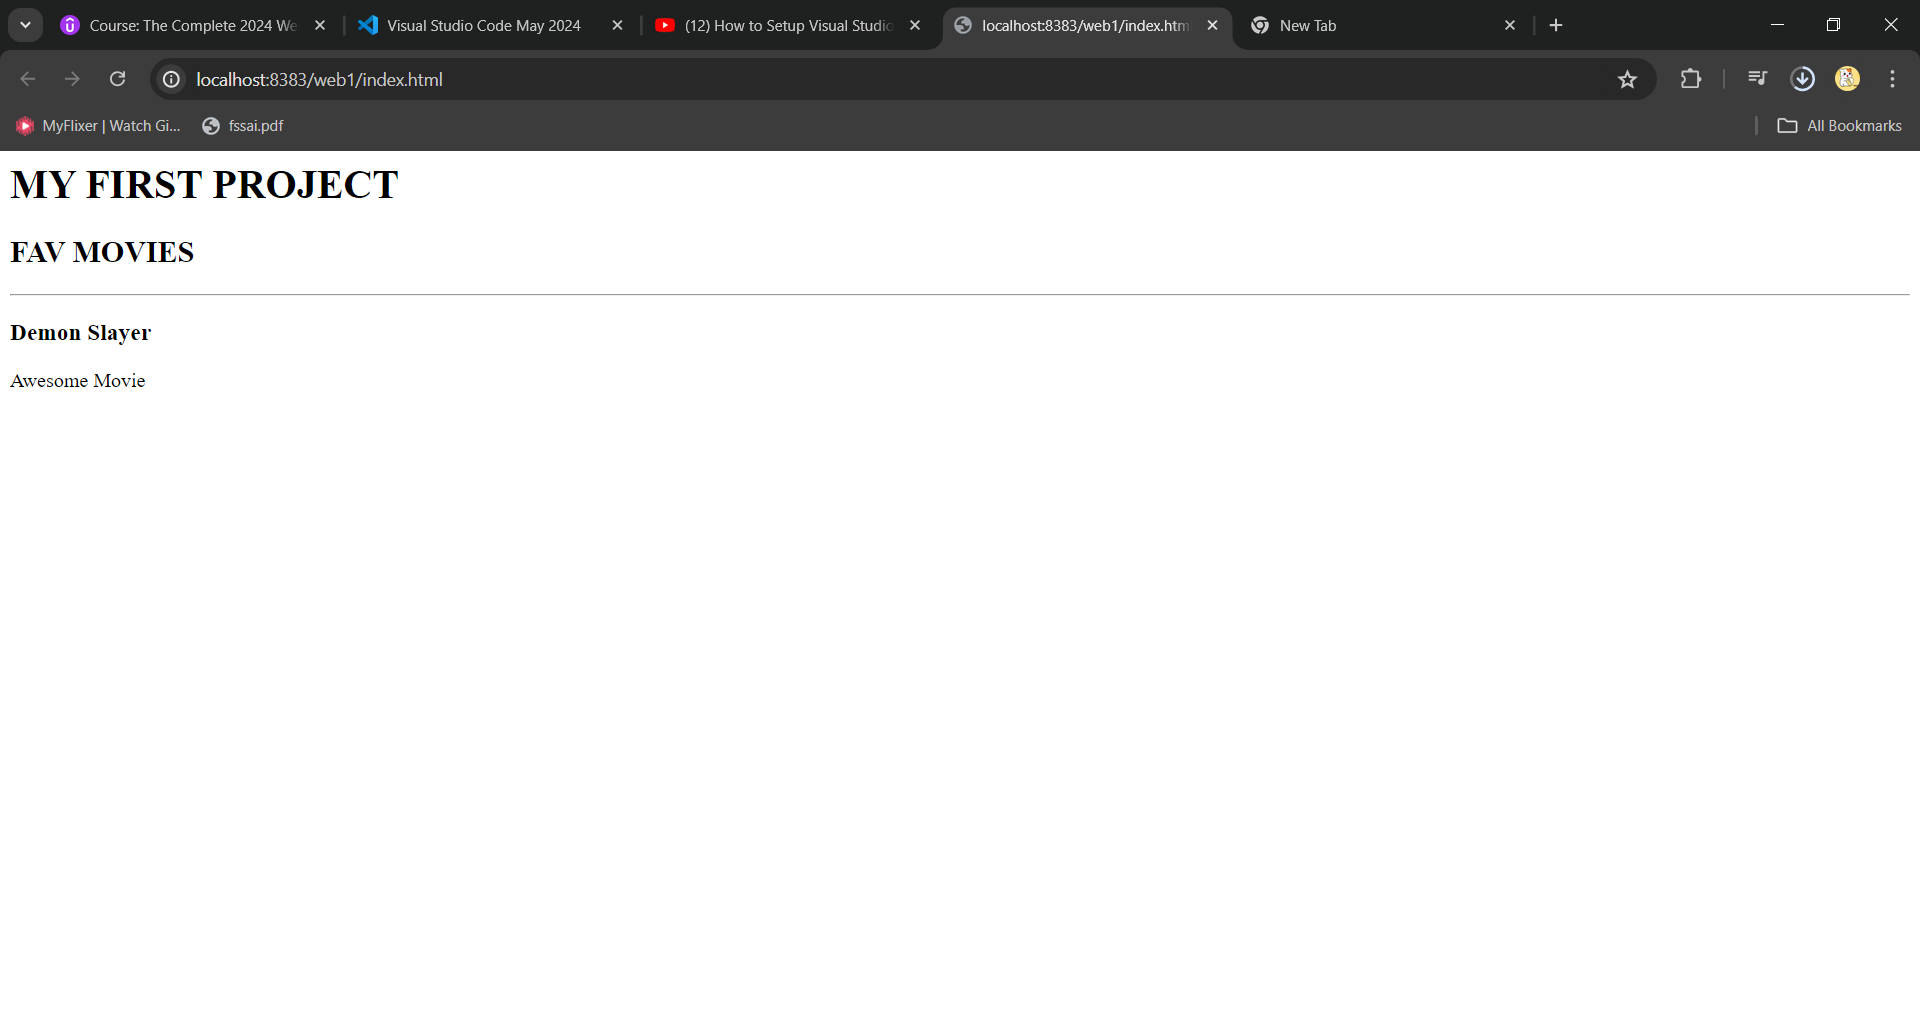 Course: The Complete 2024 We
Visual Studio Code May 2024
(12) How to Setup Visual Studio
localhost:8383/web1/index.htm
New Tab
localhost:8383/web1/index.html
MyFlixer | Watch Gi...
fssai.pdf
All Bookmarks
MY FIRST PROJECT
FAV MOVIES
Demon Slayer
Awesome Movie